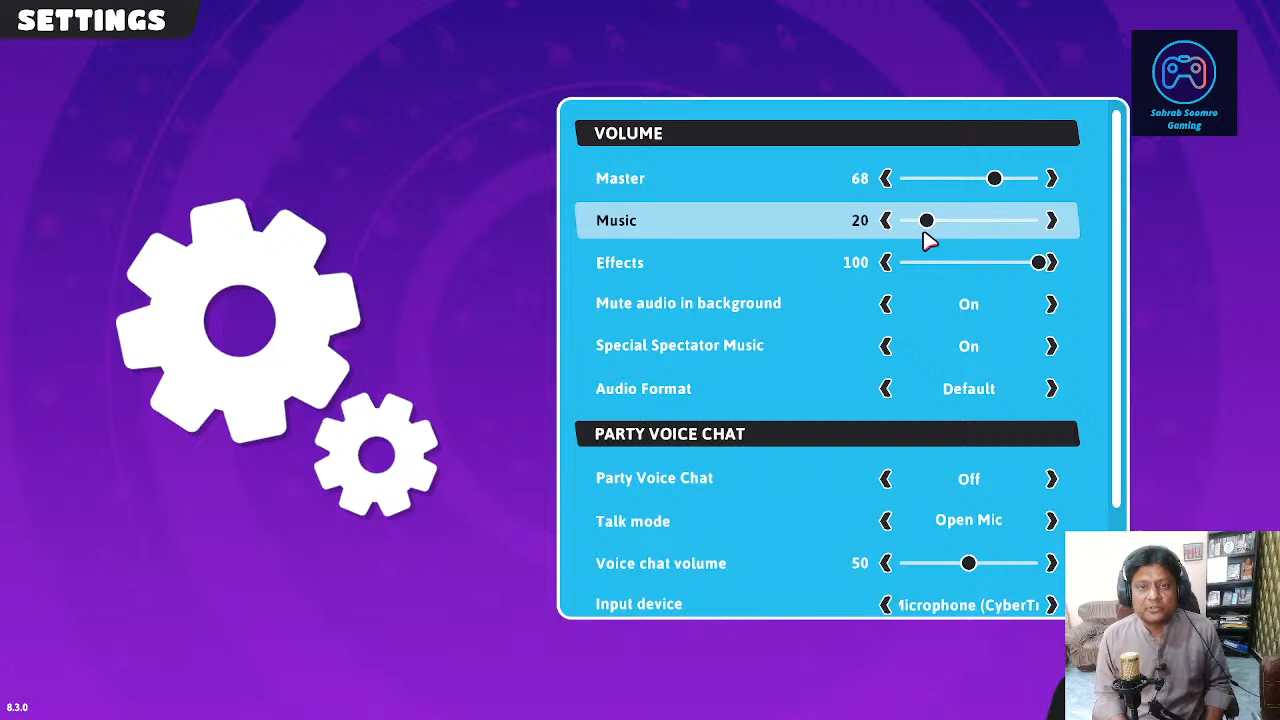 SETTINGS
Sohrab Soomro
Gaming
VOLUME
Master 68
Music 20
Effects 100
Mute audio in background On
Special Spectator Music On
Audio Format Default
PARTY VOICE CHAT
Party Voice Chat Off
Talk mode Open Mic
Voice chat volume 50
Input device Microphone (CyberTr
8.3.0